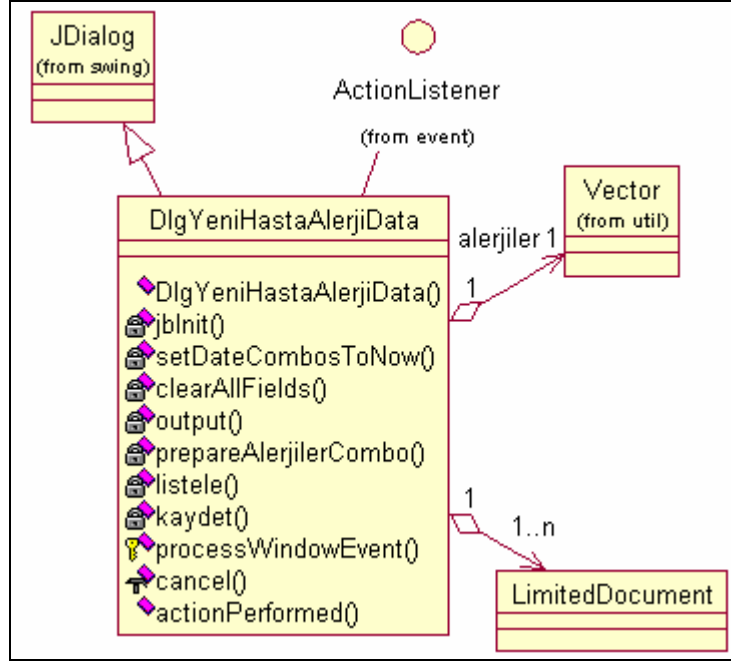 JDialog
(from swing)
ActionListener
(from event)
Vector
(from util)
DlgYeniHastaAlerjiData
alerjiler 1
1
DlgYeniHastaAlerjiData()
jbInit()
setDateCombosToNow()
clearAllFields()
output()
prepareAlerjilerCombo()
listele()
kaydet()
processWindowEvent()
cancel()
actionPerformed()
1
1..n
LimitedDocument